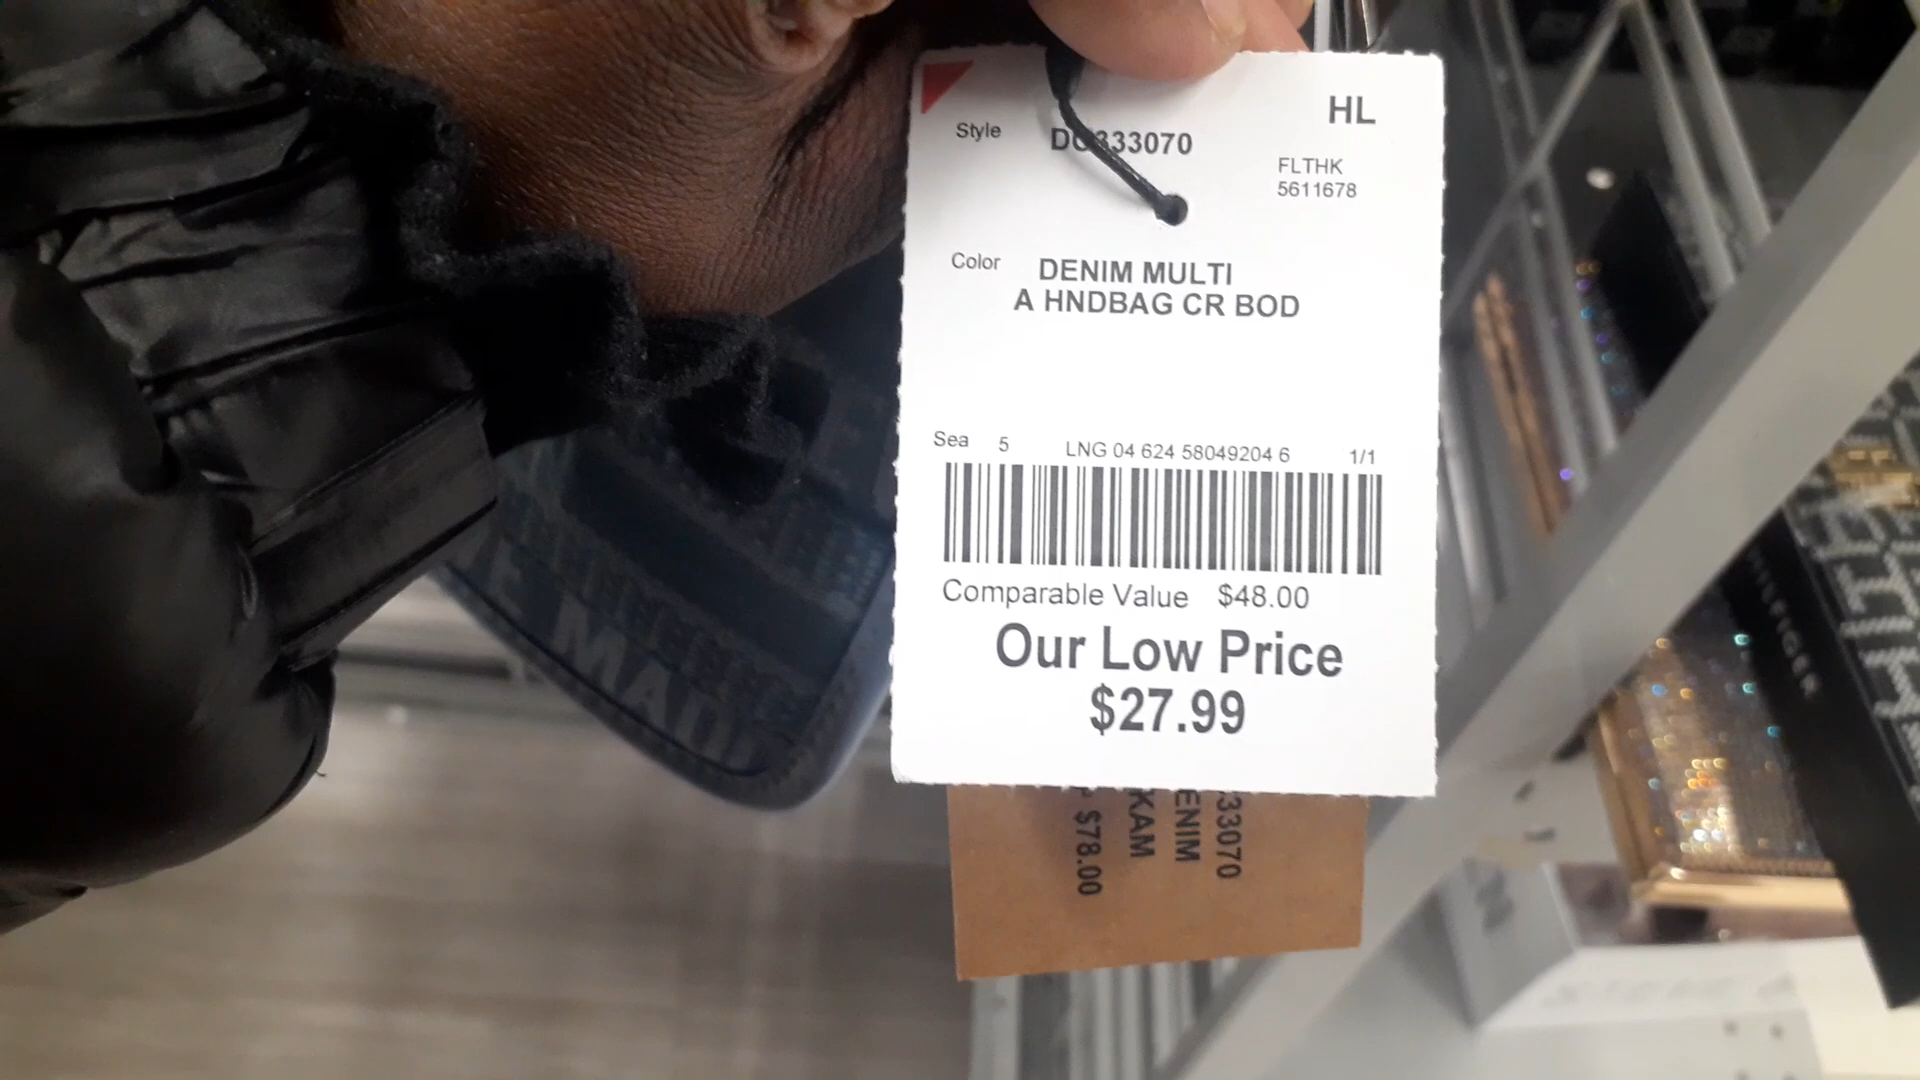 HL
Style
FLTHK
5611678
Color DENIM MULTI
A HNDBAG CR BOD
Sea 5 LNG 04 624 58049204 6 1/1
Comparable Value $48.00
Our Low Price
$27.99
33070
ENIM
KAM
$78.00
MADE